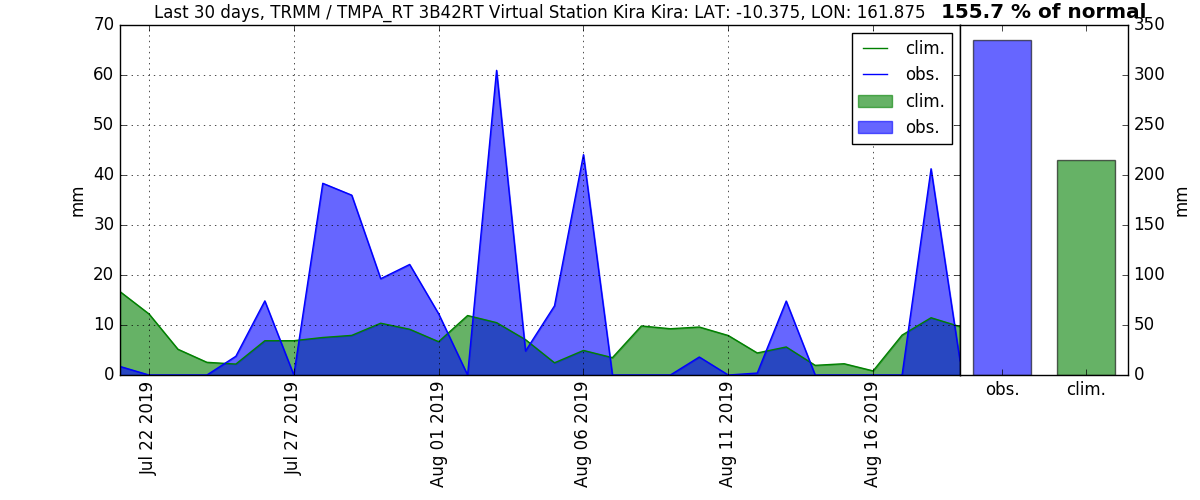 Last 30 days, TRMM / TMPA_RT 3B42RT Virtual Station Kira Kira: LAT: -10.375, LON: 161.875 155.7 % of normal
70 350
60 300
50 250
40 200
30 150
20 100
10 50
0 0
mm
mm
clim.
obs.
clim.
obs.
obs. clim.
Jul 22 2019
Jul 27 2019
Aug 01 2019
Aug 06 2019
Aug 11 2019
Aug 16 2019